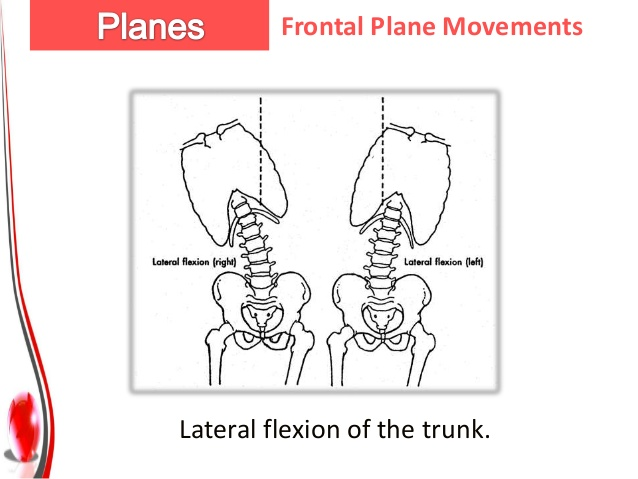 Planes
Frontal Plane Movements
Lateral flexion (right)
Lateral flexion (left)
Lateral flexion of the trunk.